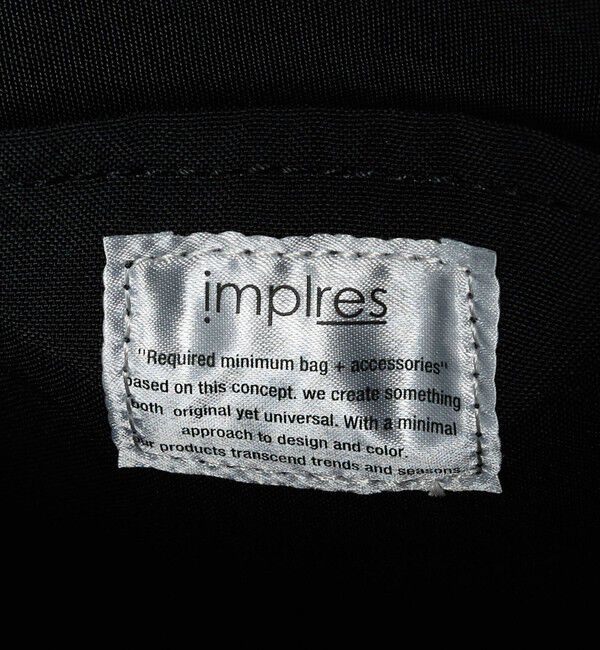 implres
"Required minimum bag + accessories"
based on this concept. we create something
both original yet universal. With a minimal
approach to design and color.
our products transcend trends and seasons.